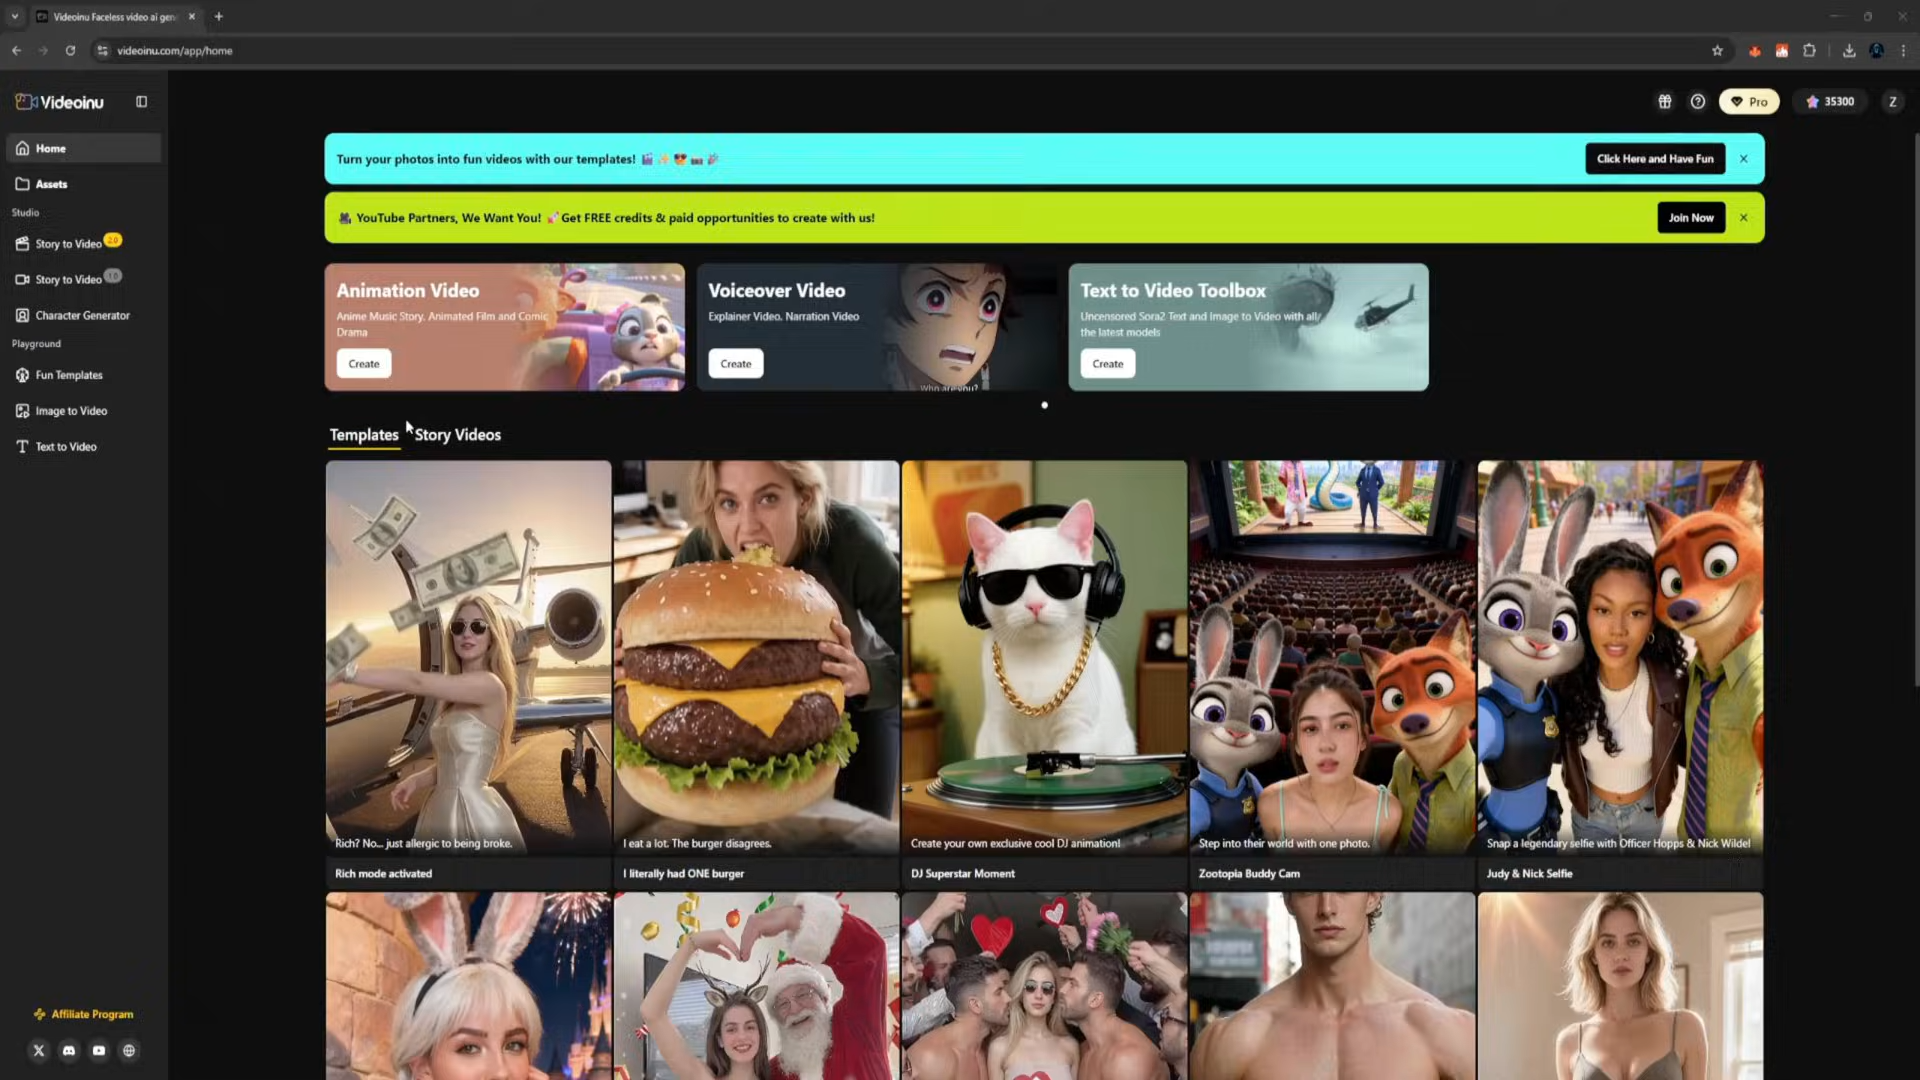 Videoinu Faceless video ai gen
videoinu.com/app/home
Videoinu
Pro
35300
Z
Home
Assets
Studio
Story to Video 2.0
Story to Video 1.0
Character Generator
Playground
Fun Templates
Image to Video
Text to Video
Affiliate Program
Turn your photos into fun videos with our templates!
Click Here and Have Fun
YouTube Partners, We Want You! Get FREE credits & paid opportunities to create with us!
Join Now
Animation Video
Anime Music Story, Animated Film and Comic
Drama
Create
Voiceover Video
Explainer Video, Narration Video
Create
Who are you?
Text to Video Toolbox
Uncensored Sora2 Text and Image to Video with all
the latest models
Create
Templates
Story Videos
Rich? No... just allergic to being broke.
Rich mode activated
I eat a lot. The burger disagrees.
I literally had ONE burger
Create your own exclusive cool DJ animation!
DJ Superstar Moment
Step into their world with one photo.
Zootopia Buddy Cam
Snap a legendary selfie with Officer Hopps & Nick Wilde!
Judy & Nick Selfie